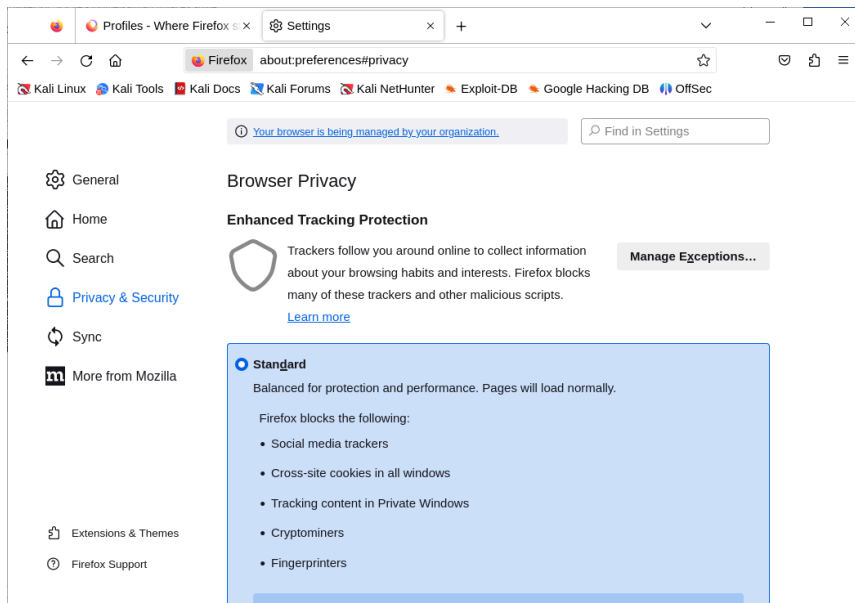 Profiles - Where Firefox s
Settings
Firefox about:preferences#privacy
Kali Linux Kali Tools Kali Docs Kali Forums Kali NetHunter Exploit-DB Google Hacking DB OffSec
Your browser is being managed by your organization.
Find in Settings
General
Home
Search
Privacy & Security
Sync
More from Mozilla
Extensions & Themes
Firefox Support
Browser Privacy
Enhanced Tracking Protection
Trackers follow you around online to collect information
about your browsing habits and interests. Firefox blocks
many of these trackers and other malicious scripts.
Learn more
Manage Exceptions…
Standard
Balanced for protection and performance. Pages will load normally.
Firefox blocks the following:
• Social media trackers
• Cross-site cookies in all windows
• Tracking content in Private Windows
• Cryptominers
• Fingerprinters